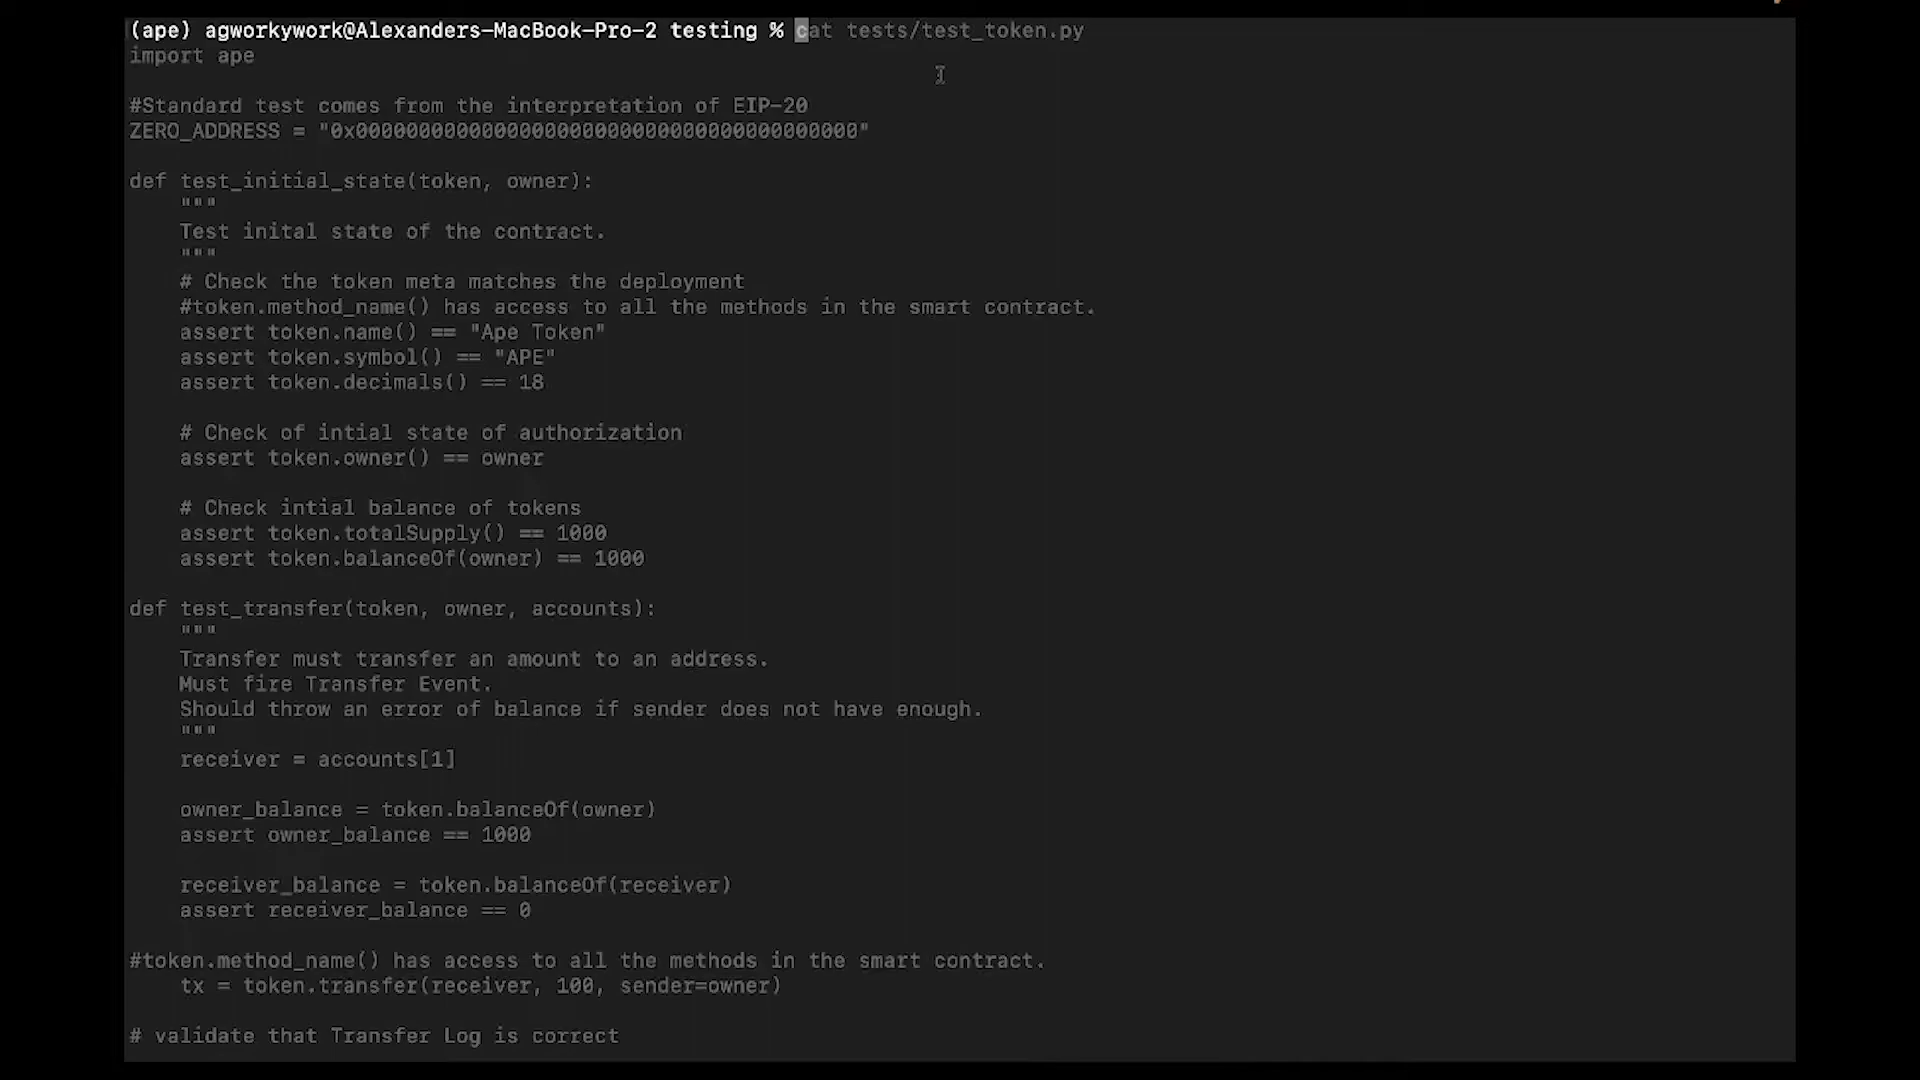 (ape) agworkywork@Alexanders-MacBook-Pro-2 testing % cat tests/test_token.py
import ape
#Standard test comes from the interpretation of EIP-20
ZERO_ADDRESS = "0x0000000000000000000000000000000000000000"
def test_initial_state(token, owner):
"""
Test inital state of the contract.
"""
# Check the token meta matches the deployment
#token.method_name() has access to all the methods in the smart contract.
assert token.name() == "Ape Token"
assert token.symbol() == "APE"
assert token.decimals() == 18
# Check of intial state of authorization
assert token.owner() == owner
# Check intial balance of tokens
assert token.totalSupply() == 1000
assert token.balanceOf(owner) == 1000
def test_transfer(token, owner, accounts):
"""
Transfer must transfer an amount to an address.
Must fire Transfer Event.
Should throw an error of balance if sender does not have enough.
"""
receiver = accounts[1]
owner_balance = token.balanceOf(owner)
assert owner_balance == 1000
receiver_balance = token.balanceOf(receiver)
assert receiver_balance == 0
#token.method_name() has access to all the methods in the smart contract.
tx = token.transfer(receiver, 100, sender=owner)
# validate that Transfer Log is correct